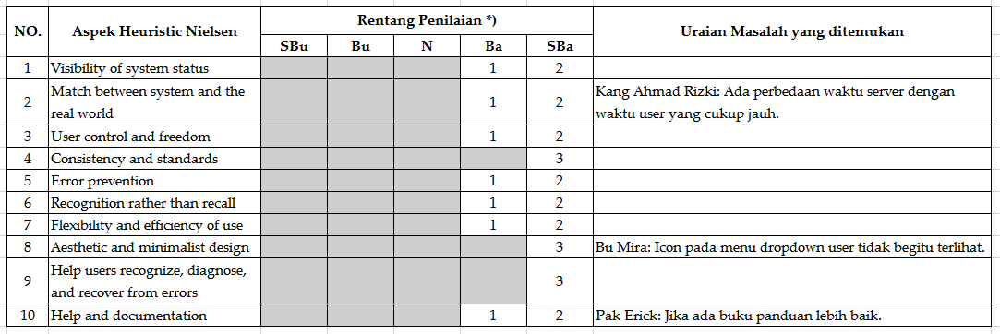 NO. Aspek Heuristic Nielsen Rentang Penilaian *) Uraian Masalah yang ditemukan
SBu Bu N Ba SBa
1 Visibility of system status 1 2
2 Match between system and the real world 1 2 Kang Ahmad Rizki: Ada perbedaan waktu server dengan
waktu user yang cukup jauh.
3 User control and freedom 1 2
4 Consistency and standards 3
5 Error prevention 1 2
6 Recognition rather than recall 1 2
7 Flexibility and efficiency of use 1 2
8 Aesthetic and minimalist design 3 Bu Mira: Icon pada menu dropdown user tidak begitu terlihat.
9 Help users recognize, diagnose,
and recover from errors 3
10 Help and documentation 1 2 Pak Erick: Jika ada buku panduan lebih baik.